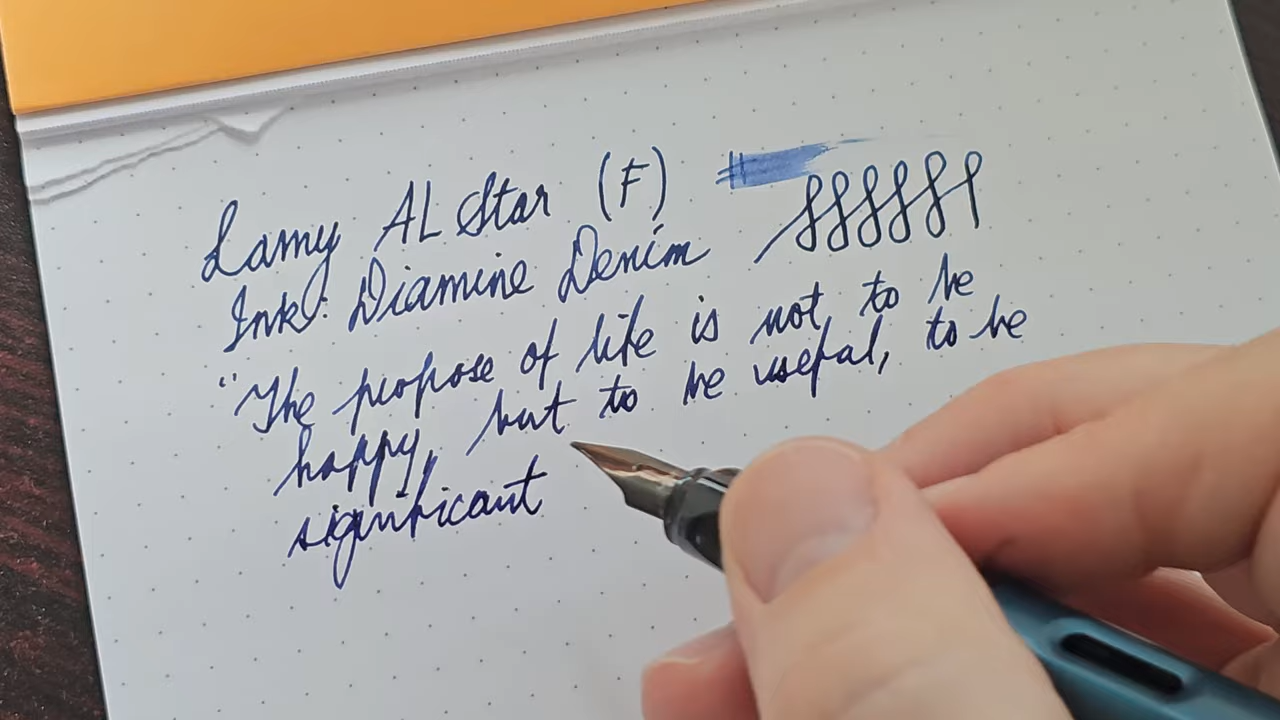 Lamy AL Star (F)
Ink: Diamine Denim
"The propose of life is not to be
happy, but to be useful, to be
significant